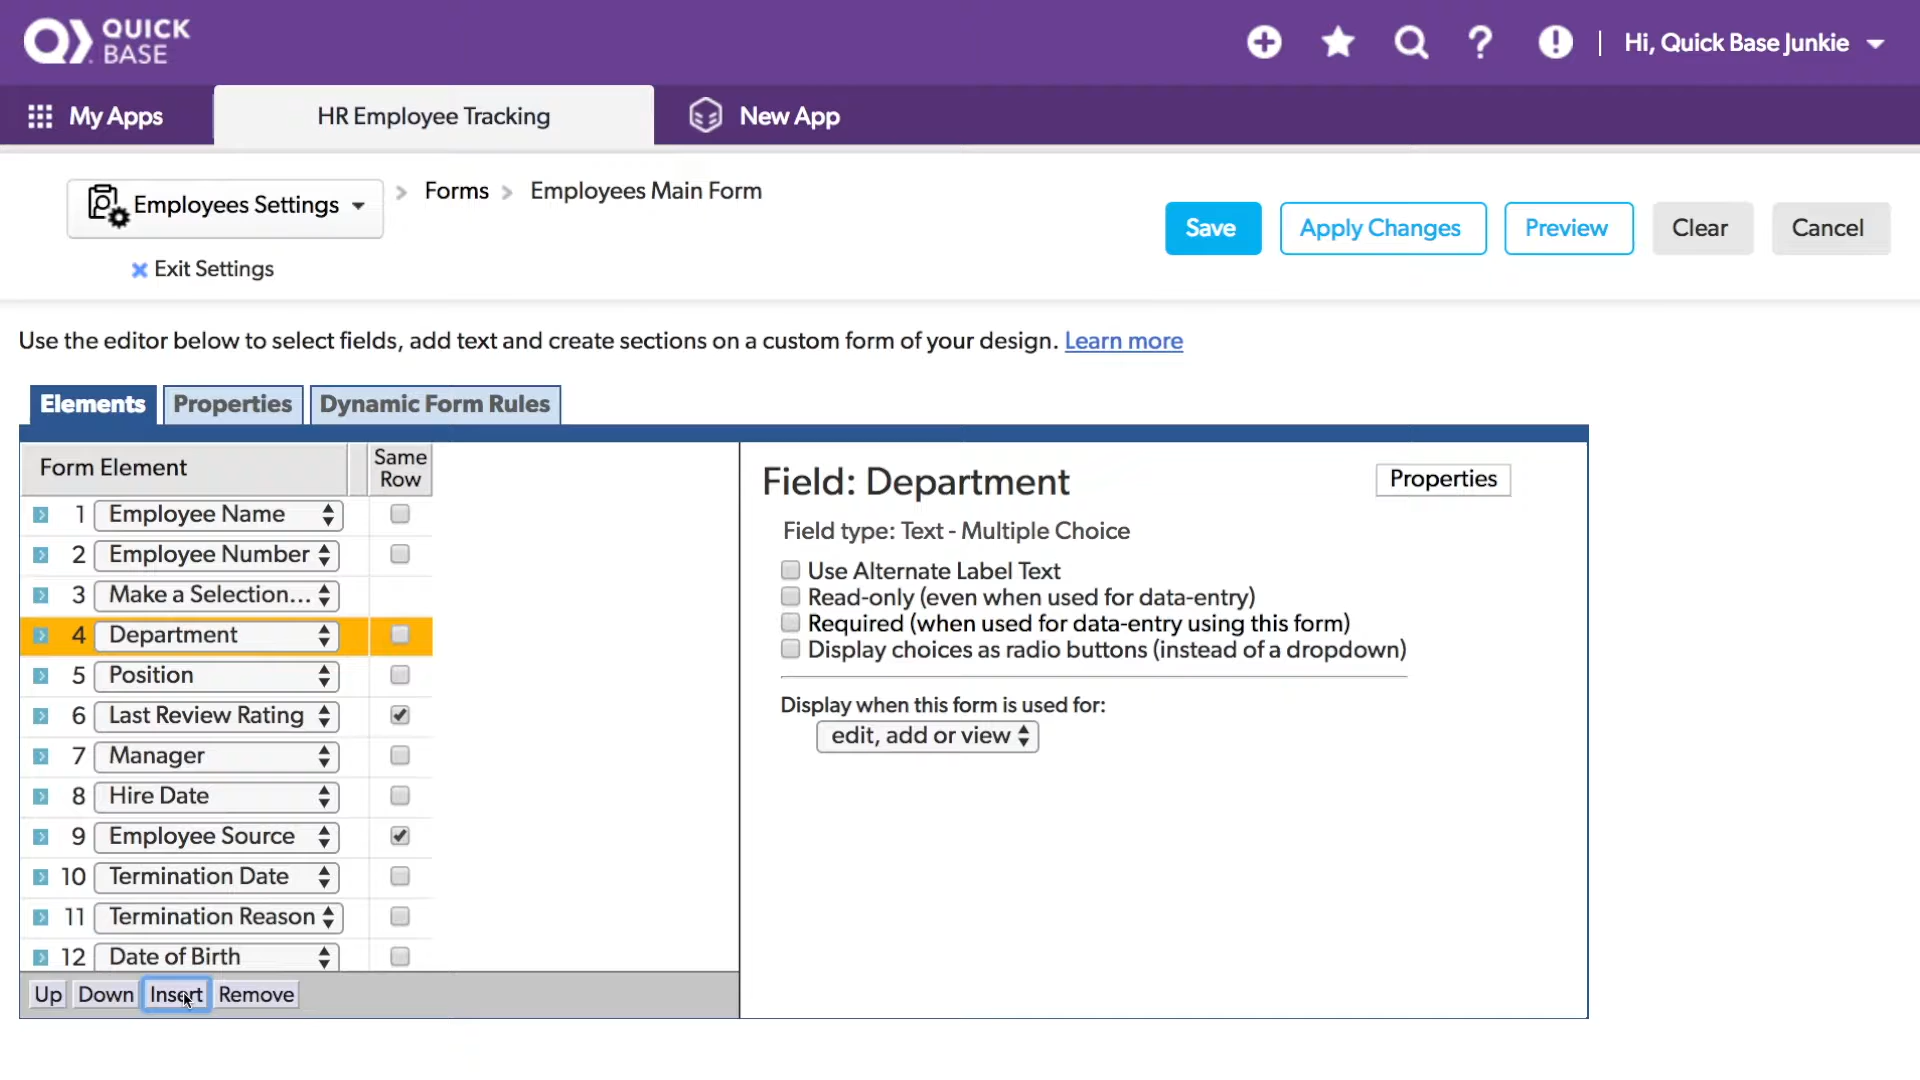 QUICK
BASE
Hi, Quick Base Junkie
My Apps
HR Employee Tracking
New App
Employees Settings
Forms
Employees Main Form
Exit Settings
Save
Apply Changes
Preview
Clear
Cancel
Use the editor below to select fields, add text and create sections on a custom form of your design. Learn more
Elements
Properties
Dynamic Form Rules
Form Element
Same
Row
1 Employee Name
2 Employee Number
3 Make a Selection...
4 Department
5 Position
6 Last Review Rating
7 Manager
8 Hire Date
9 Employee Source
10 Termination Date
11 Termination Reason
12 Date of Birth
Up
Down
Insert
Remove
Field: Department
Properties
Field type: Text - Multiple Choice
Use Alternate Label Text
Read-only (even when used for data-entry)
Required (when used for data-entry using this form)
Display choices as radio buttons (instead of a dropdown)
Display when this form is used for:
edit, add or view